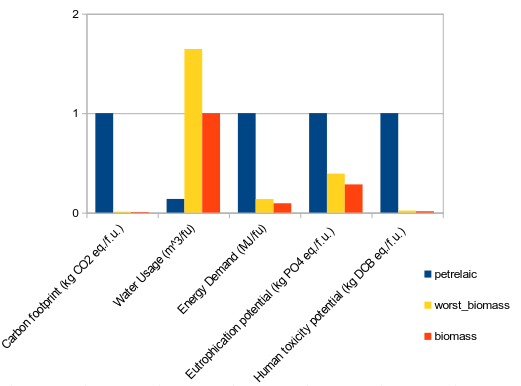 2
1
0
Carbon footprint (kg CO2 eq./f.u.)
Water Usage (m^3/fu)
Energy Demand (MJ/fu)
Eutrophication potential (kg PO4 eq./f.u.)
Human toxicity potential (kg DCB eq./f.u.)
petrelaic
worst_biomass
biomass